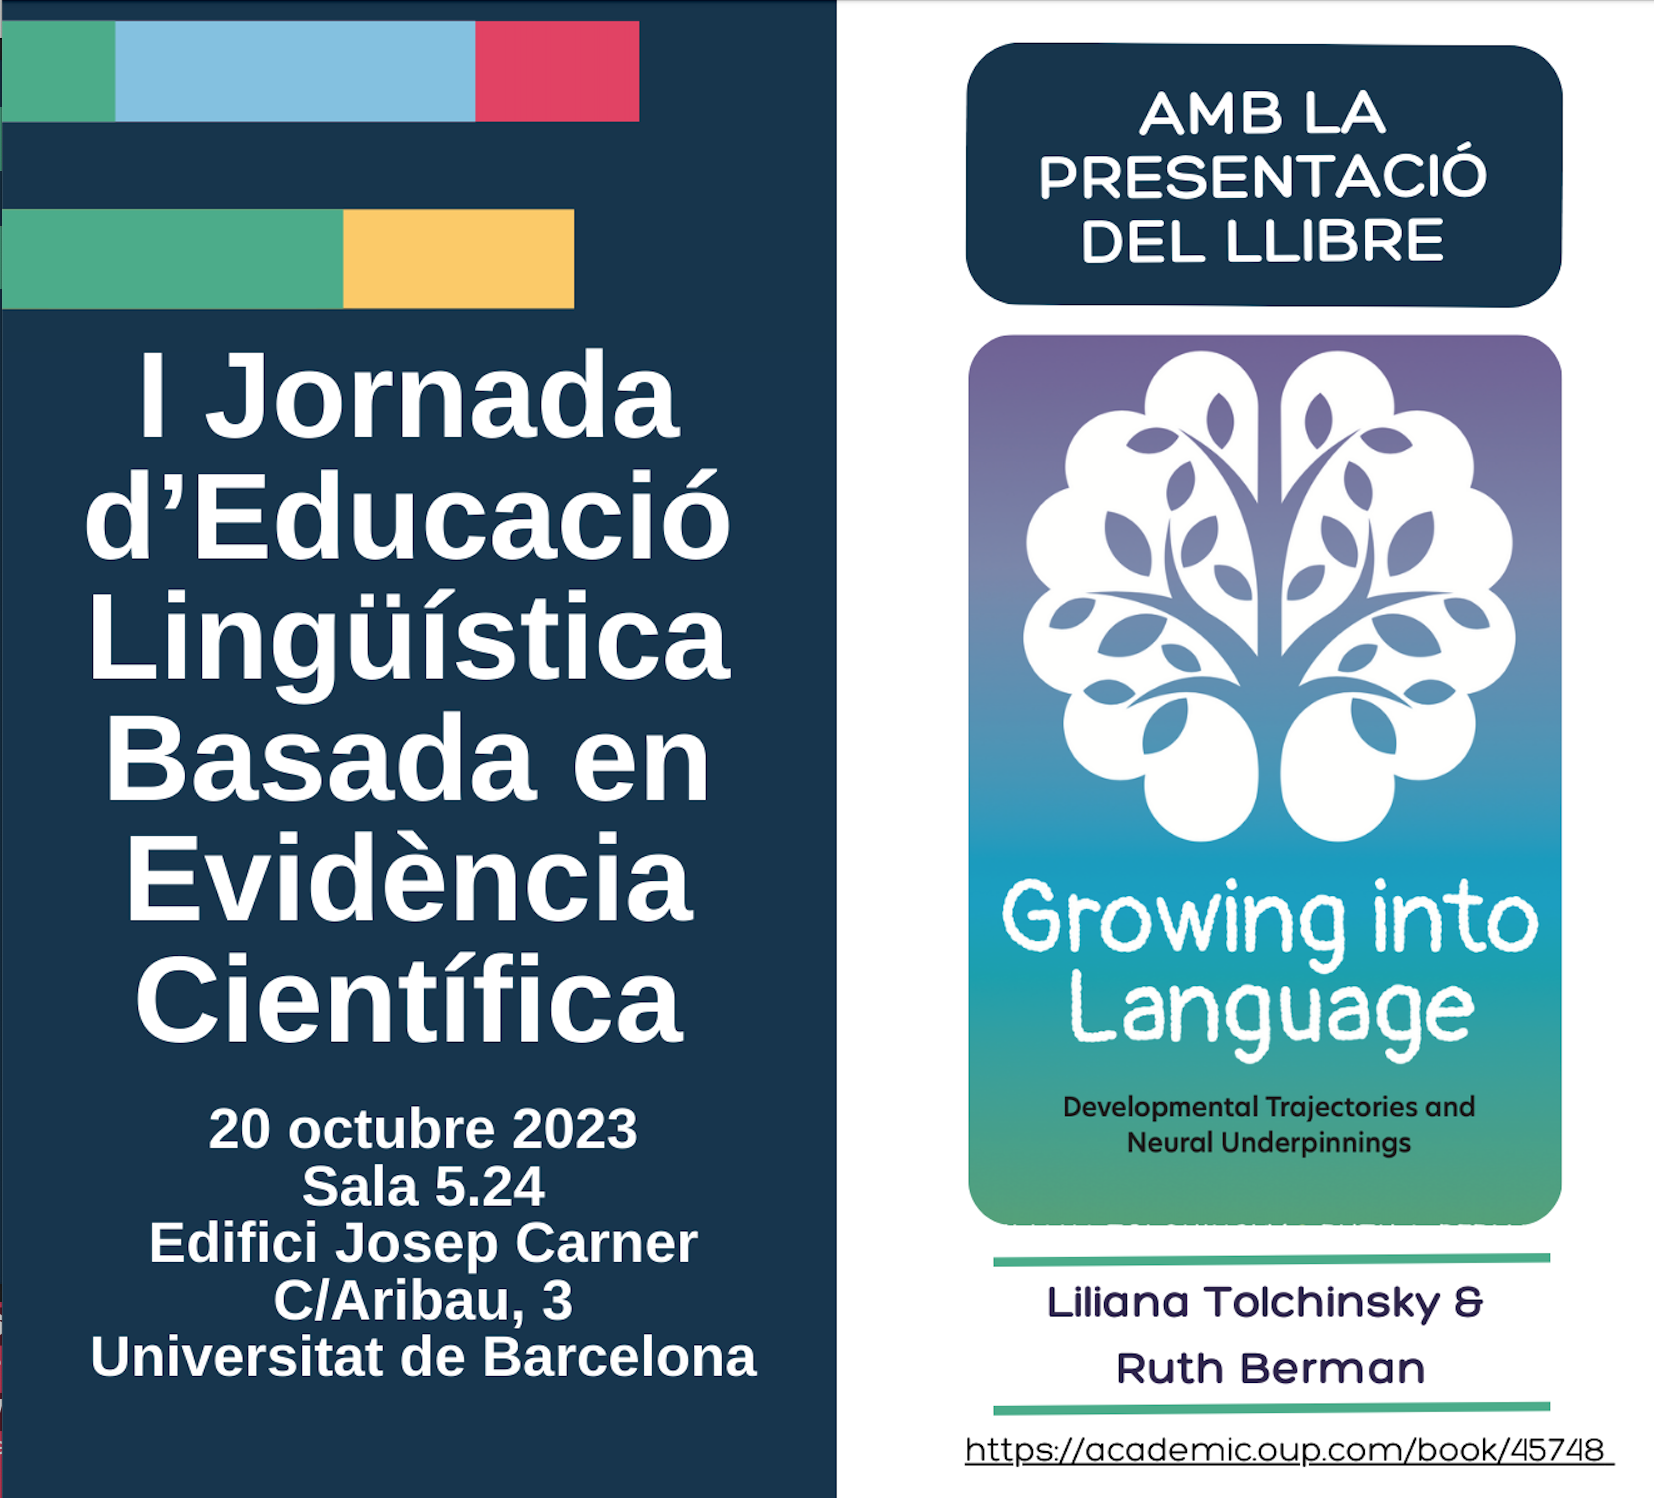 I Jornada
d’Educació
Lingüística
Basada en
Evidència
Científica
20 octubre 2023
Sala 5.24
Edifici Josep Carner
C/Aribau, 3
Universitat de Barcelona
AMB LA
PRESENTACIÓ
DEL LLIBRE
Growing into
Language
Developmental Trajectories and
Neural Underpinnings
Liliana Tolchinsky &
Ruth Berman
https://academic.oup.com/book/45748